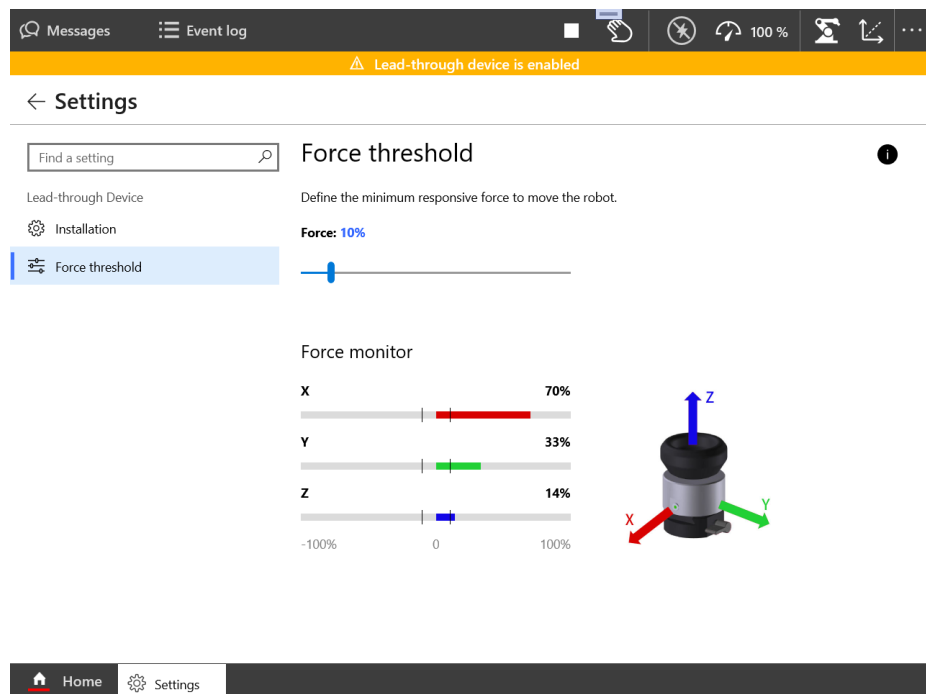 Messages
Event log
100 %
Lead-through device is enabled
Settings
Find a setting
Force threshold
Lead-through Device
Define the minimum responsive force to move the robot.
Installation
Force: 10%
Force threshold
Force monitor
X 70%
Y 33%
Z 14%
-100% 0 100%
Z
Y
X
Home
Settings